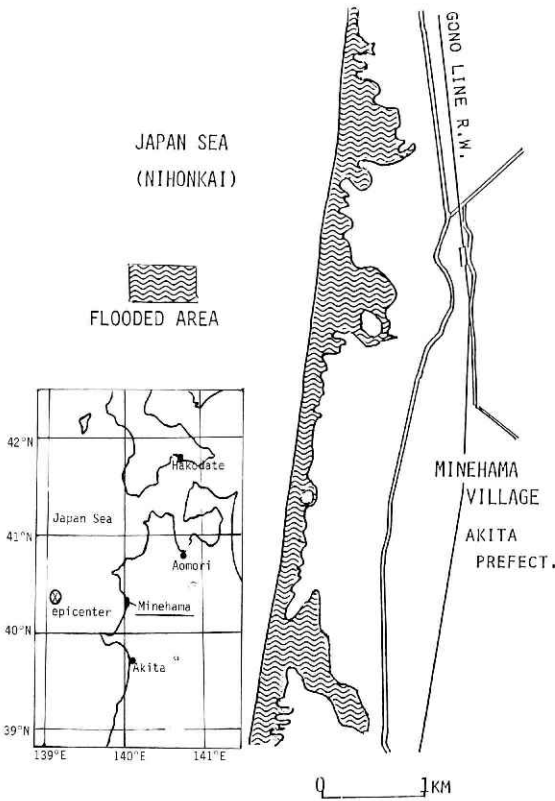 GONO LINE R.W.
JAPAN SEA
(NIHONKAI)
FLOODED AREA
42°N
Hakodate
Japan Sea
41°N
Aomori
epicenter
Minehama
40°N
Akita
39°N
139°E
140°E
141°E
MINEHAMA
VILLAGE
AKITA
PREFECT.
0
1KM